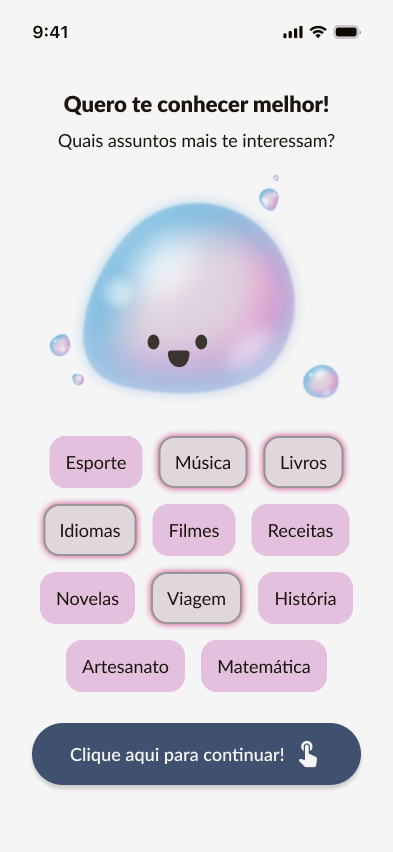 9:41
Quero te conhecer melhor!
Quais assuntos mais te interessam?
Esporte Música Livros
Idiomas Filmes Receitas
Novelas Viagem História
Artesanato Matemática
Clique aqui para continuar!